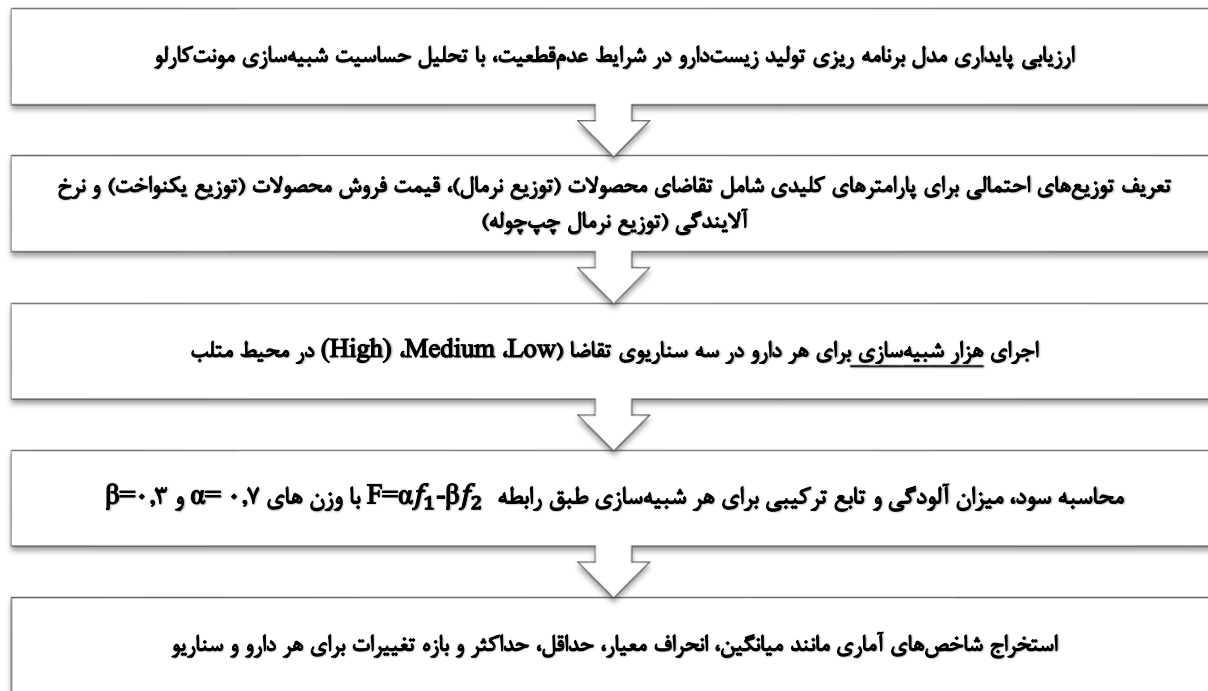 ارزیابی پایداری مدل برنامه ریزی تولید زیست‌دارو در شرایط عدم‌قطعیت، با تحلیل حساسیت شبیه‌سازی مونت‌کارلو
تعریف توزیع‌های احتمالی برای پارامترهای کلیدی شامل تقاضای محصولات (توزیع نرمال)، قیمت فروش محصولات (توزیع یکنواخت) و نرخ
آلایندگی (توزیع نرمال چپ‌چوله)
اجرای هزار شبیه‌سازی برای هر دارو در سه سناریوی تقاضا (Low، Medium، High) در محیط متلب
محاسبه سود، میزان آلودگی و تابع ترکیبی برای هر شبیه‌سازی طبق رابطه F=αf₁-βf₂ با وزن های α= ۰,۷ و β=۰,۳
استخراج شاخص‌های آماری مانند میانگین، انحراف معیار، حداقل، حداکثر و بازه تغییرات برای هر دارو و سناریو